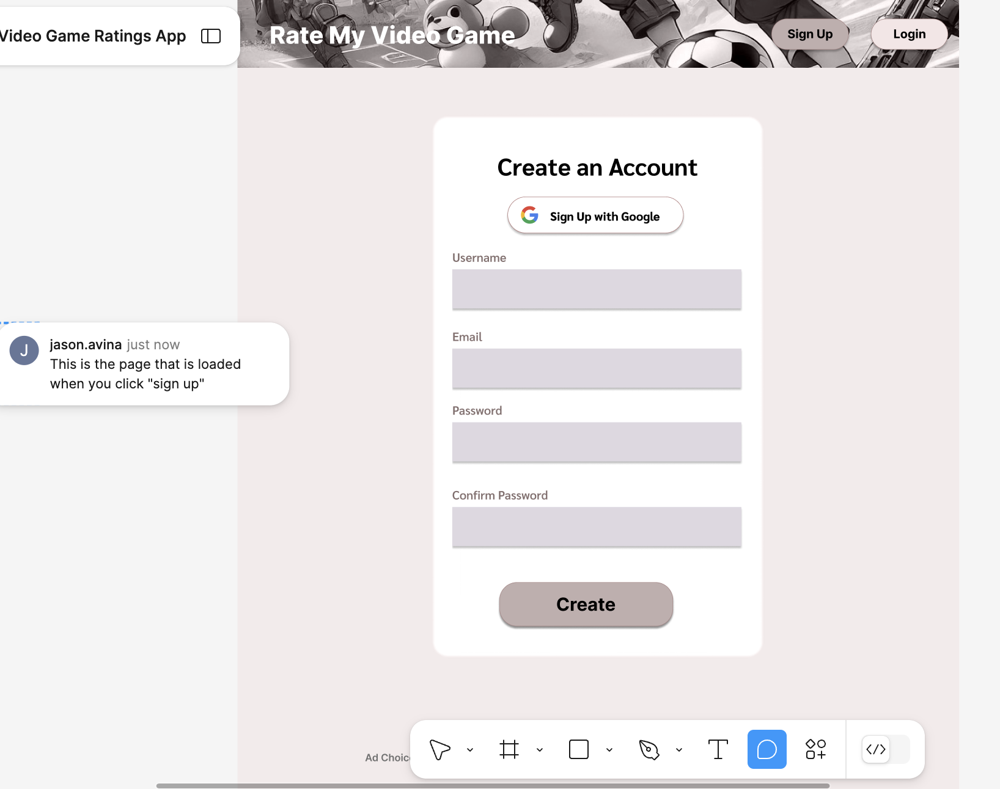 Video Game Ratings App
Rate My Video Game
Sign Up
Login
Create an Account
Sign Up with Google
Username
Email
jason.avina just now
This is the page that is loaded
when you click "sign up"
J
Password
Confirm Password
Create
Ad Choic